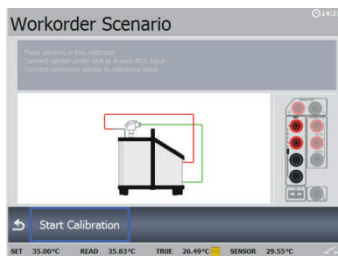 14:21
Workorder Scenario
- Place sensors in the calibrator
- Connect sensor under test to 4-wire RTD input
- Connect reference sensor to reference input
Start Calibration
SET 35.00°C READ 35.83°C TRUE 26.49°C SENSOR 29.55°C